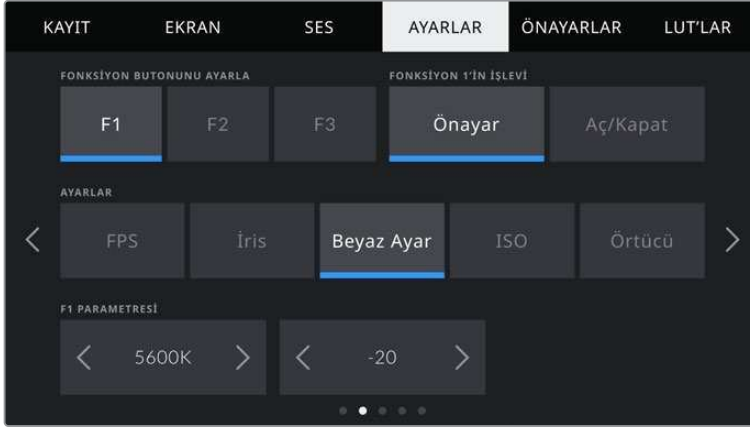 KAYIT EKRAN SES AYARLAR ÖNAYARLAR LUT'LAR
FONKSİYON BUTONUNU AYARLA FONKSİYON 1'İN İŞLEVİ
F1 F2 F3 Önayar Aç/Kapat
AYARLAR
FPS İris Beyaz Ayar ISO Örtücü
F1 PARAMETRESİ
5600K -20